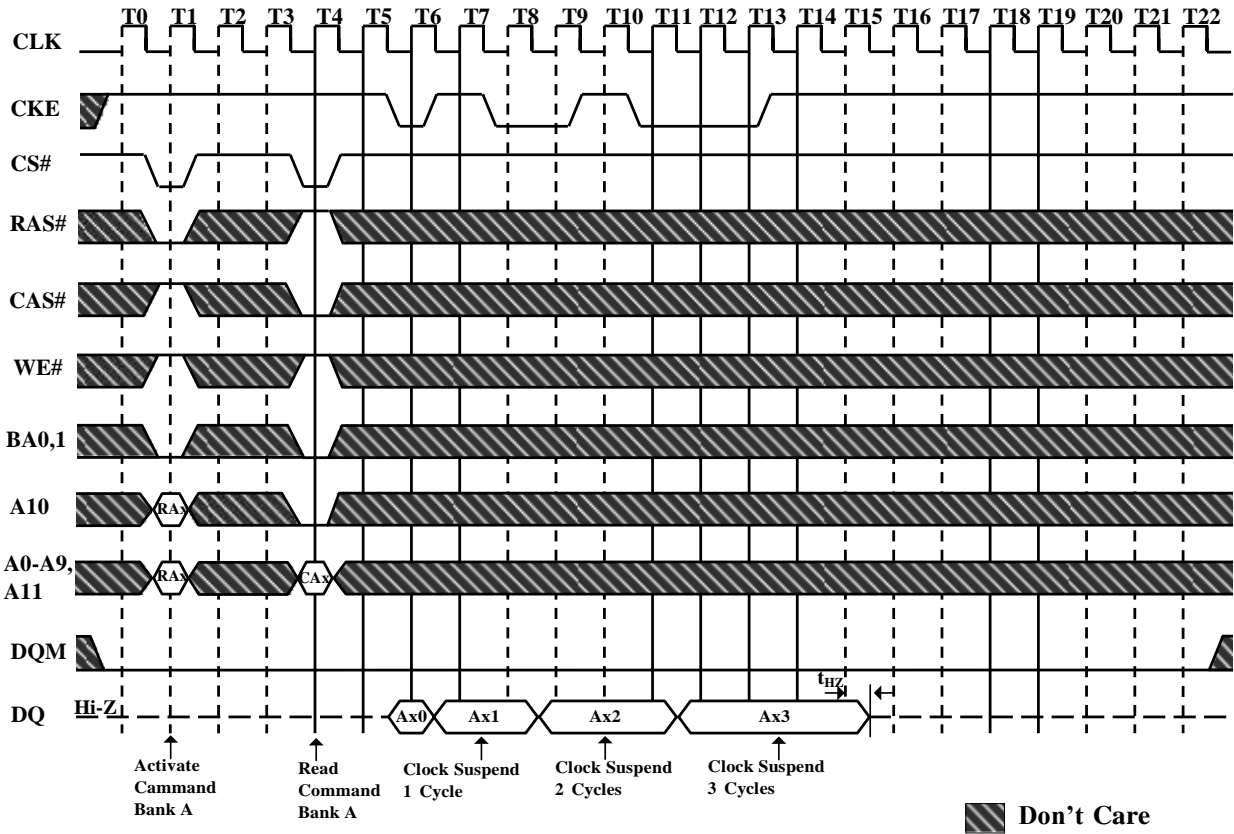 T0 T1 T2 T3 T4 T5 T6 T7 T8 T9 T10 T11 T12 T13 T14 T15 T16 T17 T18 T19 T20 T21 T22
CLK
CKE
CS#
RAS#
CAS#
WE#
BA0,1
A10
RAx
A0-A9,
A11
RAx
CAx
DQM
tHZ
DQ
Hi-Z
Ax0
Ax1
Ax2
Ax3
Activate
Cammand
Bank A
Read
Command
Bank A
Clock Suspend
1 Cycle
Clock Suspend
2 Cycles
Clock Suspend
3 Cycles
Don't Care